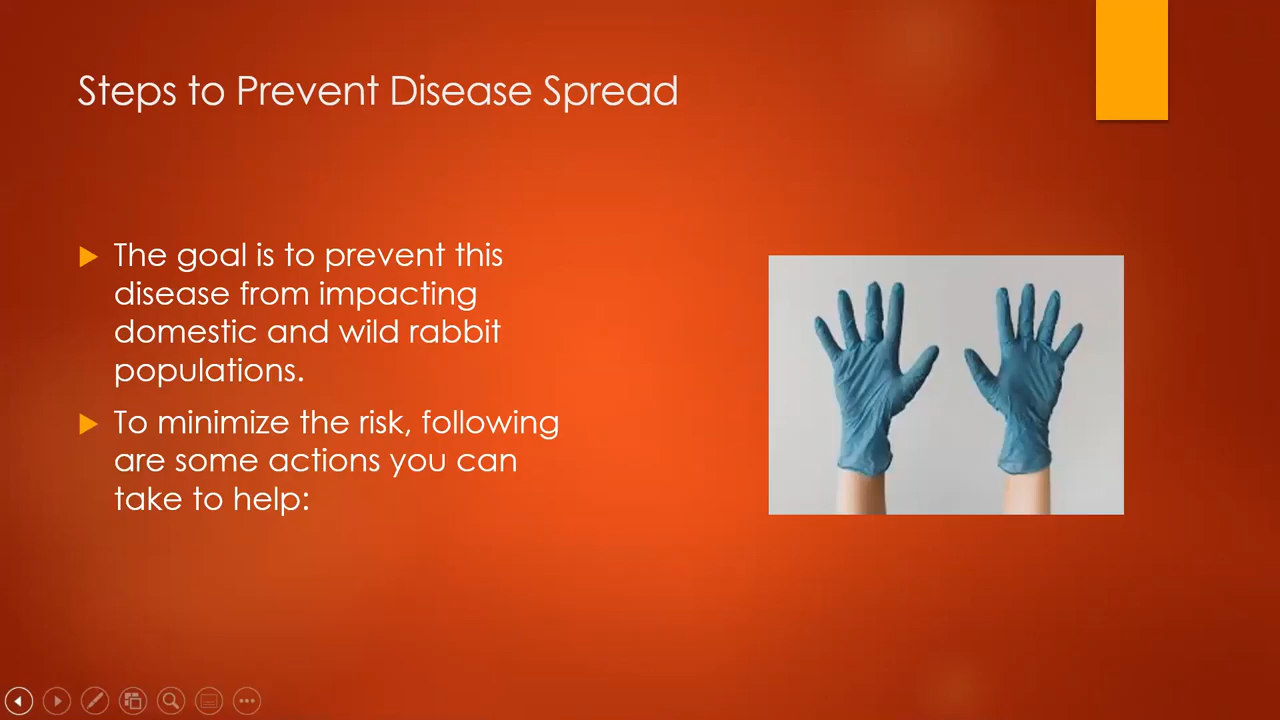 Steps to Prevent Disease Spread
The goal is to prevent this
disease from impacting
domestic and wild rabbit
populations.
To minimize the risk, following
are some actions you can
take to help: